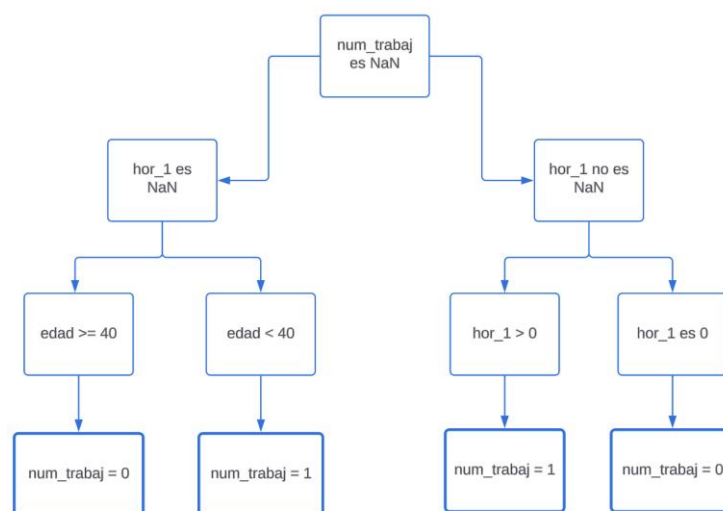 num_trabaj
es NaN
hor_1 es
NaN
hor_1 no es
NaN
edad >= 40
edad < 40
hor_1 > 0
hor_1 es 0
num_trabaj = 0
num_trabaj = 1
num_trabaj = 1
num_trabaj = 0